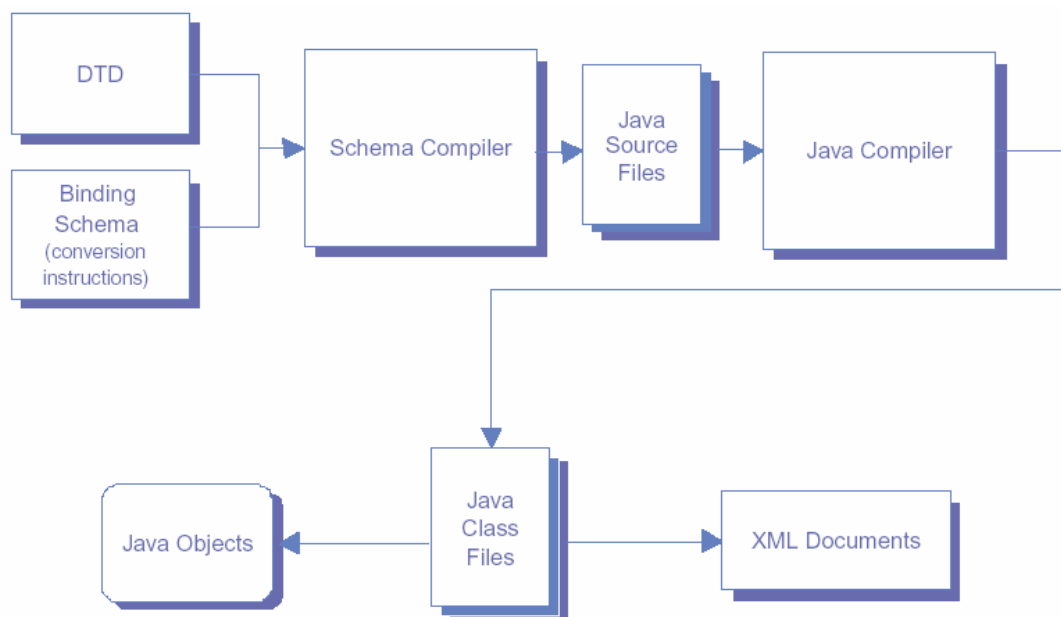 DTD
Binding
Schema
(conversion
instructions)
Schema Compiler
Java
Source
Files
Java Compiler
Java Objects
Java
Class
Files
XML Documents